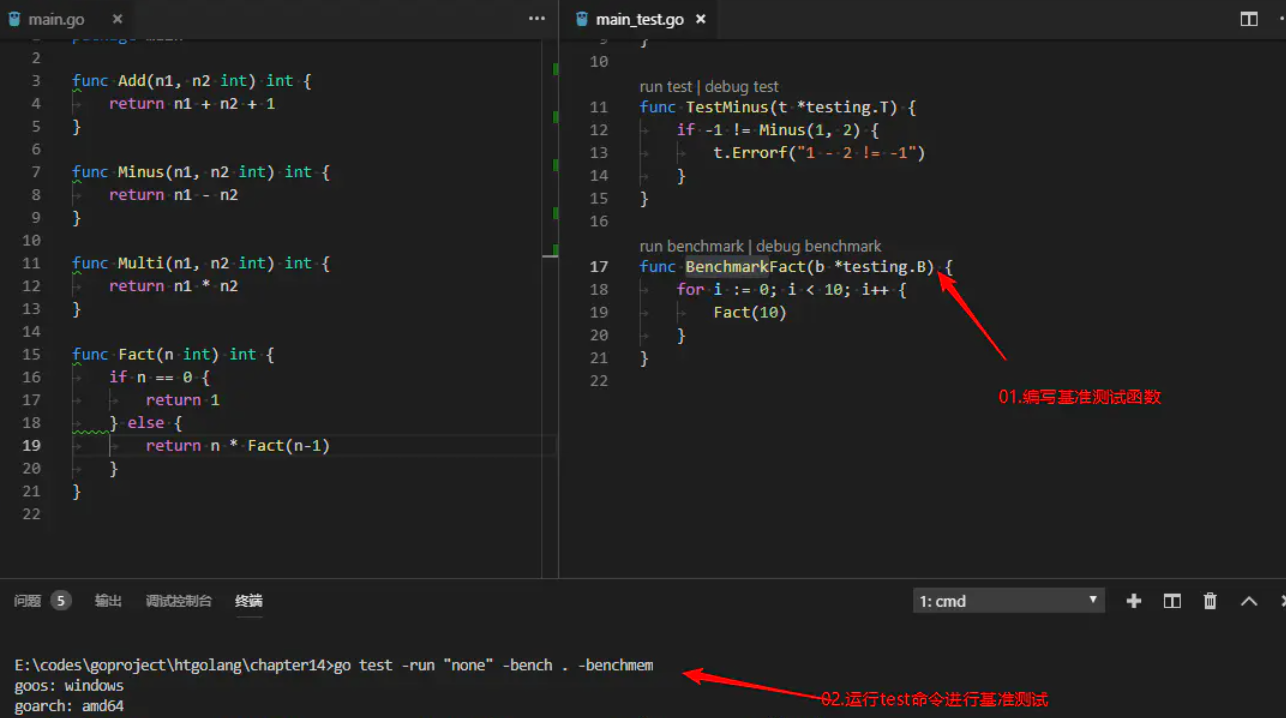 main.go × ···
2
3 func Add(n1, n2 int) int {
4 return n1 + n2 + 1
5 }
6
7 func Minus(n1, n2 int) int {
8 return n1 - n2
9 }
10
11 func Multi(n1, n2 int) int {
12 return n1 * n2
13 }
14
15 func Fact(n int) int {
16 if n == 0 {
17 return 1
18 } else {
19 return n * Fact(n-1)
20 }
21 }
22
main_test.go ×
9 }
10
run test | debug test
11 func TestMinus(t *testing.T) {
12 if -1 != Minus(1, 2) {
13 t.Errorf("1 - 2 != -1")
14 }
15 }
16
run benchmark | debug benchmark
17 func BenchmarkFact(b *testing.B) {
18 for i := 0; i < 10; i++ {
19 Fact(10)
20 }
21 }
22
01.编写基准测试函数
问题 5 输出 调试控制台 终端 1: cmd
E:\codes\goproject\htgolang\chapter14>go test -run "none" -bench . -benchmem
goos: windows
goarch: amd64
02.运行test命令进行基准测试